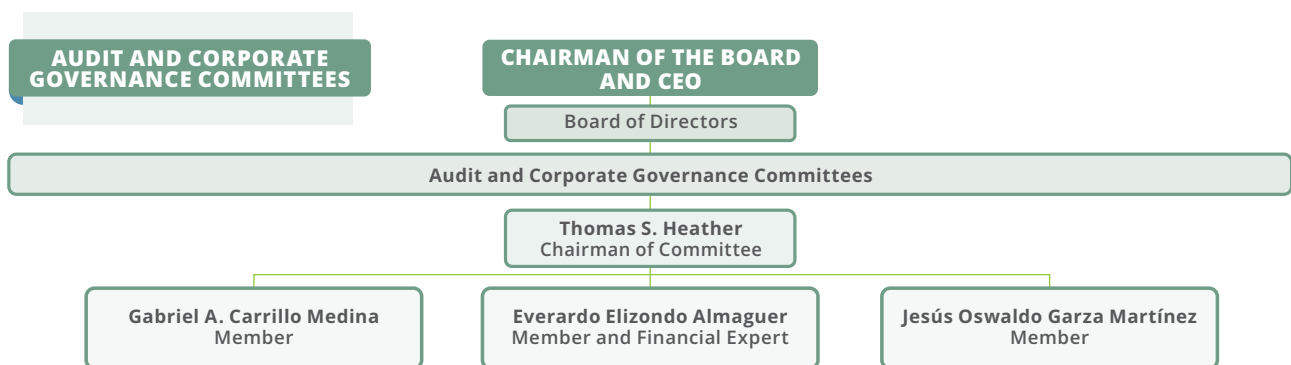 AUDIT AND CORPORATE
GOVERNANCE COMMITTEES
CHAIRMAN OF THE BOARD
AND CEO
Board of Directors
Audit and Corporate Governance Committees
Thomas S. Heather
Chairman of Committee
Gabriel A. Carrillo Medina
Member
Everardo Elizondo Almaguer
Member and Financial Expert
Jesús Oswaldo Garza Martínez
Member